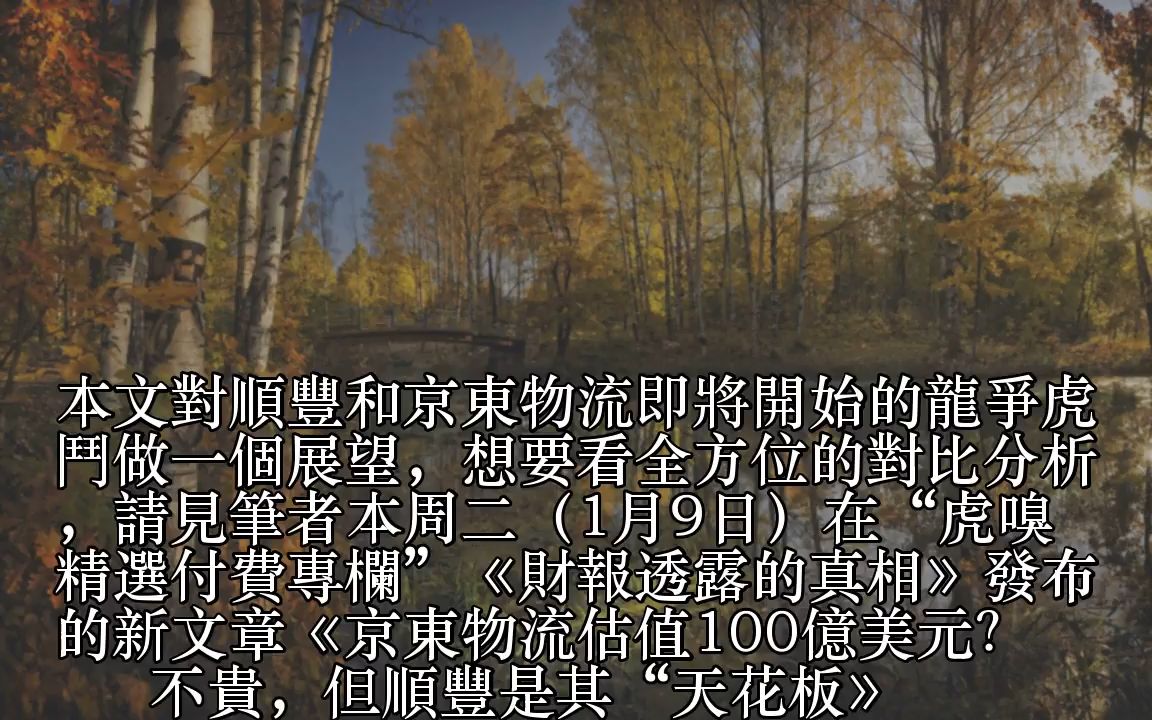 本文對順豐和京東物流即將開始的龍爭虎
鬥做一個展望，想要看全方位的對比分析
，請見筆者本周二（1月9日）在“虎嗅
精選付費專欄”《財報透露的真相》發布
的新文章《京東物流估值100億美元？
不貴，但順豐是其“天花板》